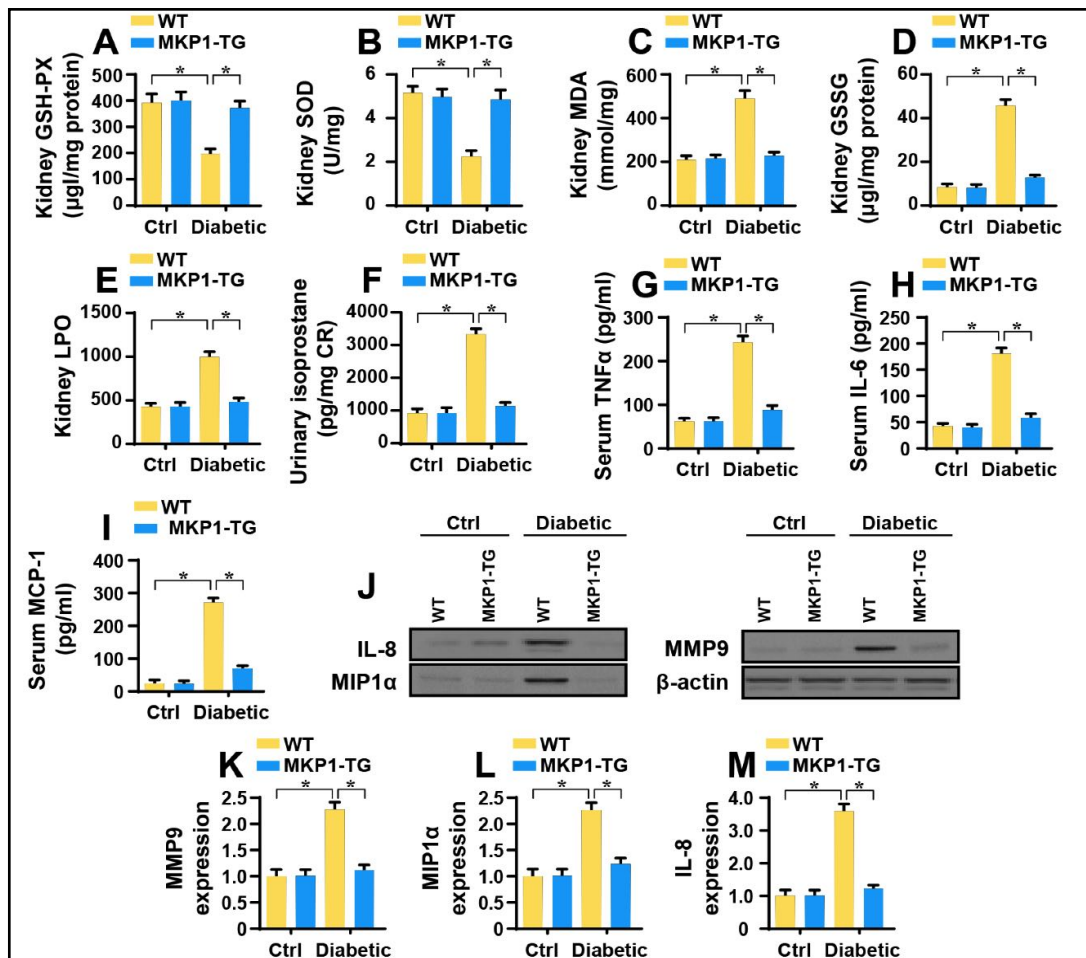 A
WT
MKP1-TG
Kidney GSH-PX
(µgl/mg protein)
500
400
300
200
100
0
*
*
Ctrl Diabetic
B
WT
MKP1-TG
Kidney SOD
(U/mg)
6
4
2
0
*
*
Ctrl Diabetic
C
WT
MKP1-TG
Kidney MDA
(mmol/mg)
600
400
200
0
*
*
Ctrl Diabetic
D
WT
MKP1-TG
Kidney GSSG
(µgl/mg protein)
60
40
20
0
*
*
Ctrl Diabetic
E
WT
MKP1-TG
Kidney LPO
1500
1000
500
0
*
*
Ctrl Diabetic
F
WT
MKP1-TG
Urinary isoprostane
(pg/mg CR)
4000
3000
2000
1000
0
*
*
Ctrl Diabetic
G
WT
MKP1-TG
Serum TNFα (pg/ml)
300
200
100
0
*
*
Ctrl Diabetic
H
WT
MKP1-TG
Serum IL-6 (pg/ml)
250
200
150
100
50
0
*
*
Ctrl Diabetic
I
WT
MKP1-TG
Serum MCP-1
(pg/ml)
400
300
200
100
0
*
*
Ctrl Diabetic
J
Ctrl Diabetic
WT
MKP1-TG
WT
MKP1-TG
IL-8
MIP1α
Ctrl Diabetic
WT
MKP1-TG
WT
MKP1-TG
MMP9
β-actin
K
WT
MKP1-TG
MMP9
expression
2.5
2.0
1.5
1.0
0.5
0
*
*
Ctrl Diabetic
L
WT
MKP1-TG
MIP1α
expression
2.5
2.0
1.5
1.0
0.5
0
*
*
Ctrl Diabetic
M
WT
MKP1-TG
IL-8
expression
4.0
3.0
2.0
1.0
0
*
*
Ctrl Diabetic